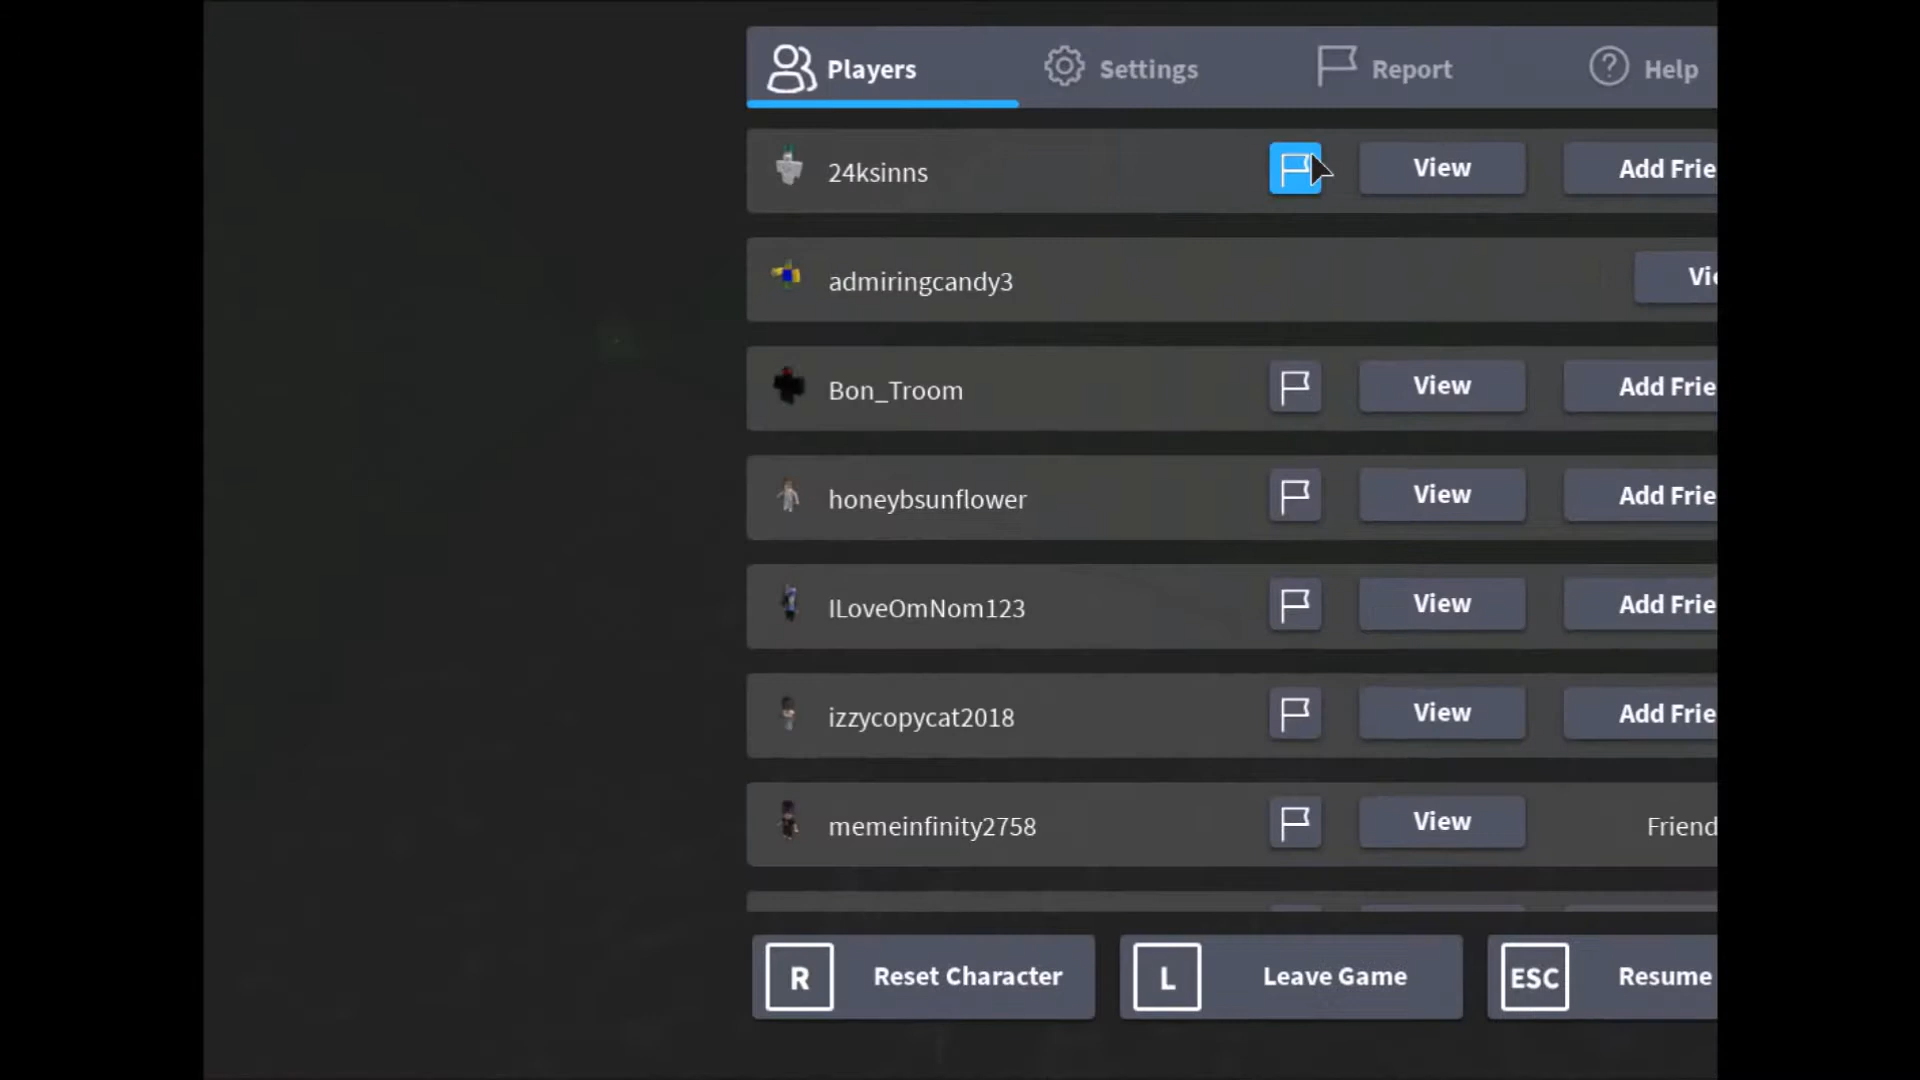 Players Settings Report Help
24ksinns View Add Frie
admiringcandy3 Vi
Bon_Troom View Add Frie
honeybsunflower View Add Frie
ILoveOmNom123 View Add Frie
izzycopycat2018 View Add Frie
memeinfinity2758 View Friend
R Reset Character L Leave Game ESC Resume